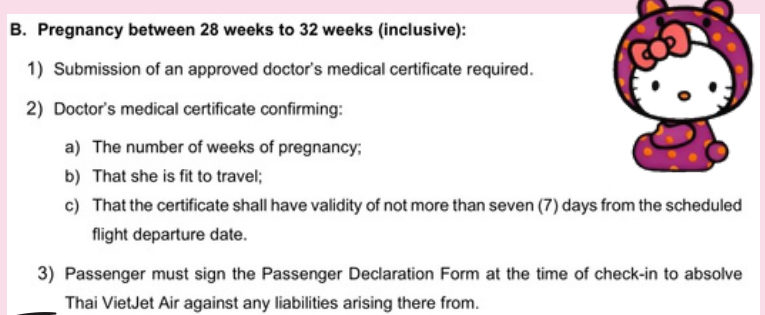 B. Pregnancy between 28 weeks to 32 weeks (inclusive):
1) Submission of an approved doctor's medical certificate required.
2) Doctor's medical certificate confirming:
a) The number of weeks of pregnancy;
b) That she is fit to travel;
c) That the certificate shall have validity of not more than seven (7) days from the scheduled
flight departure date.
3) Passenger must sign the Passenger Declaration Form at the time of check-in to absolve
Thai VietJet Air against any liabilities arising there from.